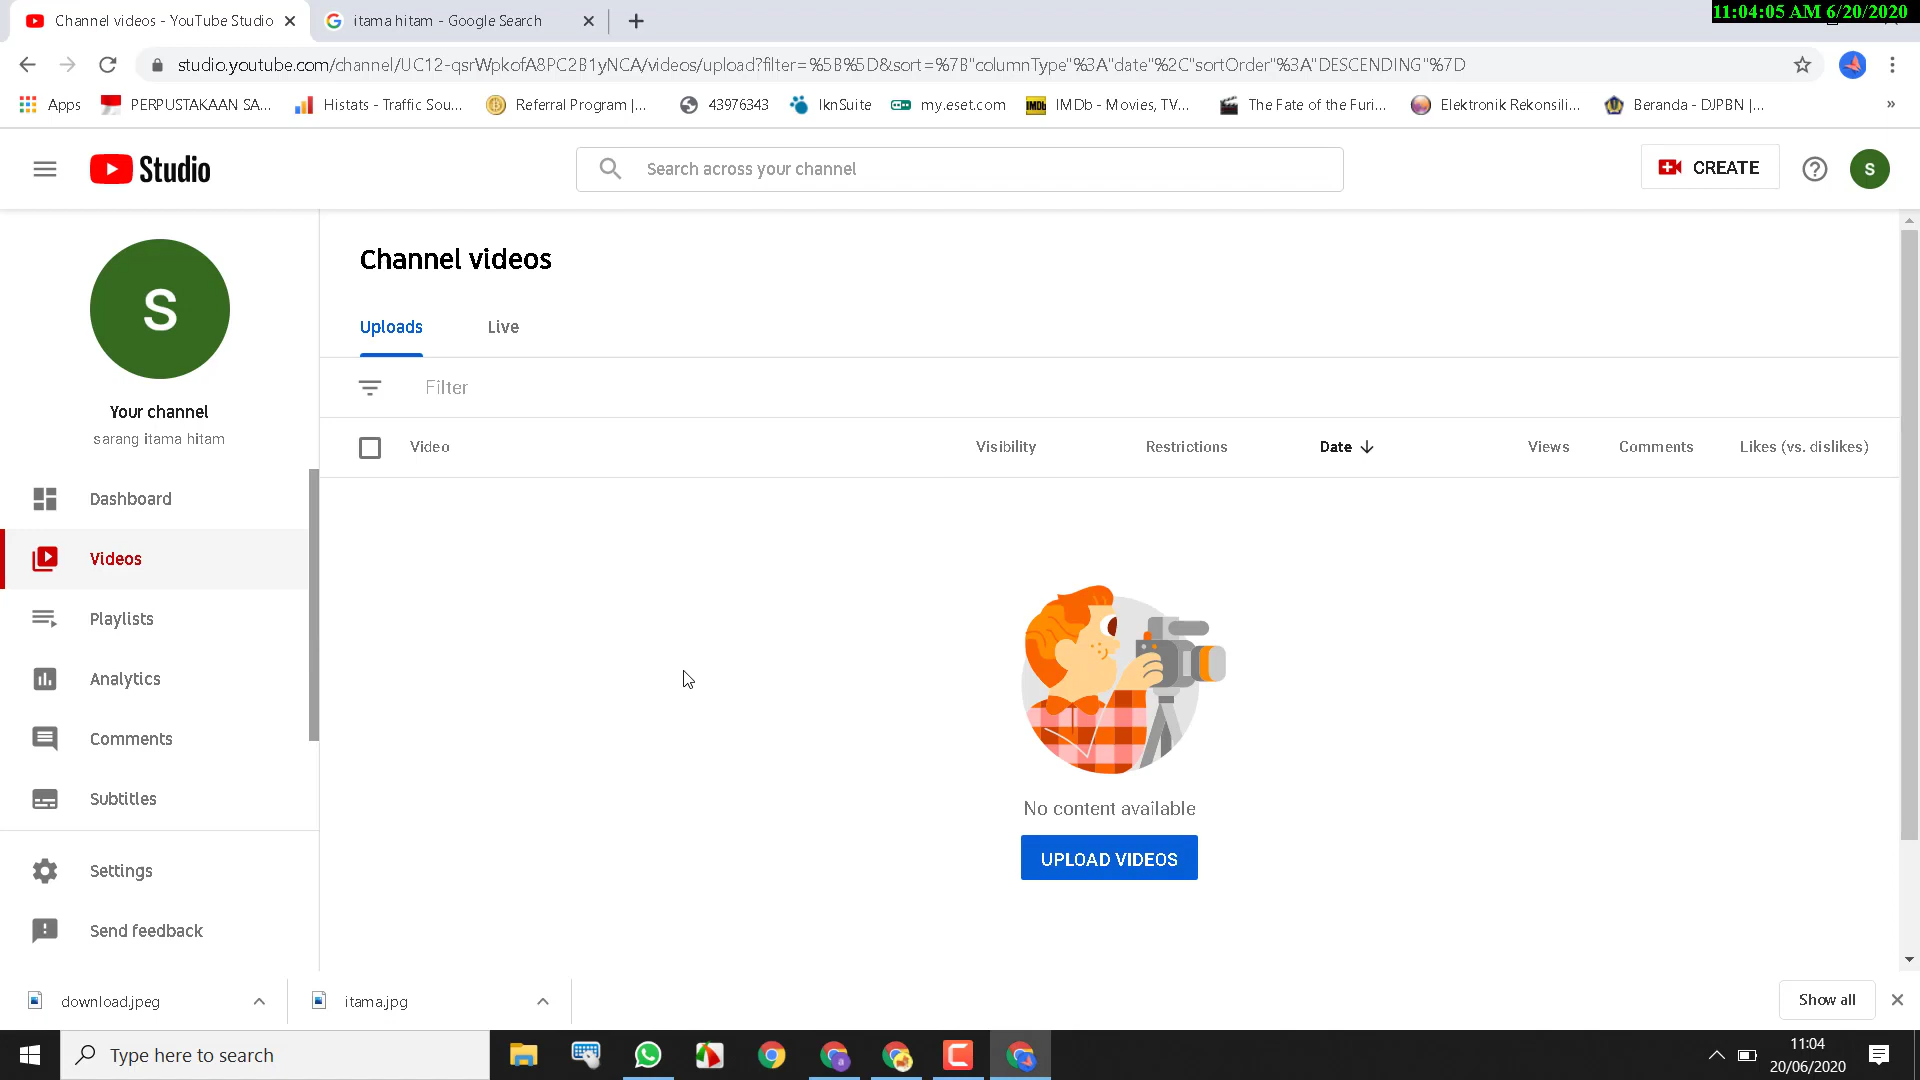 Channel videos - YouTube Studio
itama hitam - Google Search
11:04:05 AM 6/20/2020
studio.youtube.com/channel/UC12-qsrWpkofA8PC2B1yNCA/videos/upload?filter=%5B%5D&sort=%7B"columnType"%3A"date"%2C"sortOrder"%3A"DESCENDING"%7D
Apps
PERPUSTAKAAN SA...
Histats - Traffic Sou...
Referral Program |...
43976343
IknSuite
my.eset.com
IMDb - Movies, TV...
The Fate of the Furi...
Elektronik Rekonsili...
Beranda - DJPBN |...
»
Studio
Search across your channel
CREATE
S
S
Your channel
sarang itama hitam
Dashboard
Videos
Playlists
Analytics
Comments
Subtitles
Settings
Send feedback
Channel videos
Uploads
Live
Filter
Video
Visibility
Restrictions
Date
Views
Comments
Likes (vs. dislikes)
No content available
UPLOAD VIDEOS
download.jpeg
itama.jpg
Show all
Type here to search
11:04
20/06/2020